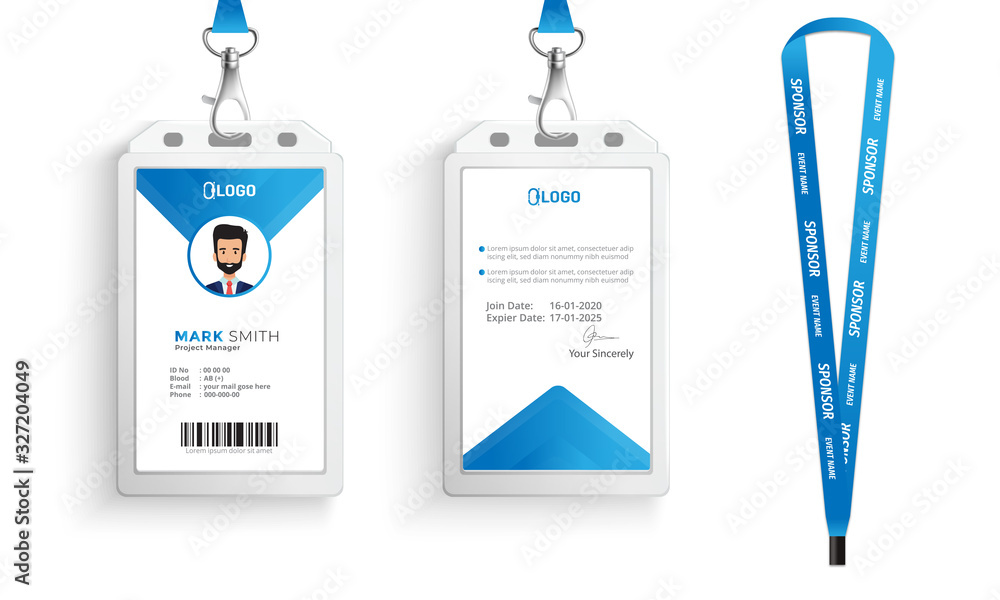 LOGO
MARK SMITH
Project Manager
ID No : 00 00 00
Blood : AB (+)
E-mail : your mail gose here
Phone : 000-000-00
Lorem ipsum dolor sit amet,
LOGO
Lorem ipsum dolor sit amet, consectetuer adip
iscing elit, sed diam nonummy nibh euismod
Lorem ipsum dolor sit amet, consectetuer adip
iscing elit, sed diam nonummy nibh euismod
Join Date: 16-01-2020
Expier Date: 17-01-2025
Your Sincerely
SPONSOR
EVENT NAME
SPONSOR
EVENT NAME
SPONSOR
EVENT NAME
EVENT NAME
SPONSOR
EVENT NAME
SPONSOR
EVENT NAME
SPONSOR
Adobe Stock | #327204049